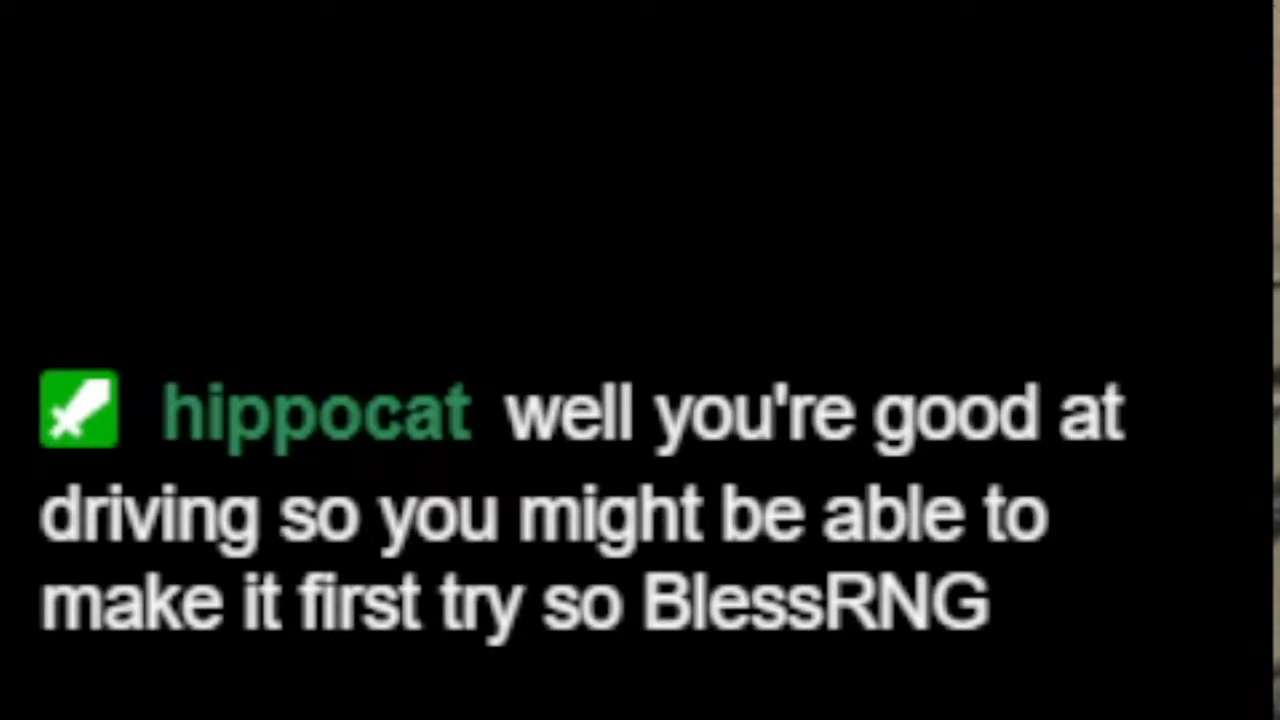 hippocat well you're good at
driving so you might be able to
make it first try so BlessRNG